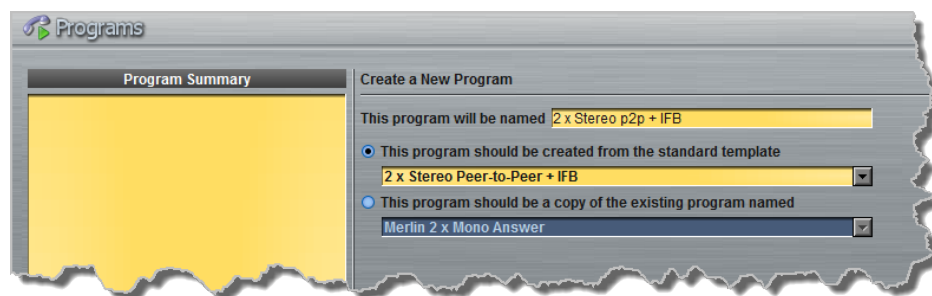 Programs
Program Summary
Create a New Program
This program will be named 2 x Stereo p2p + IFB
This program should be created from the standard template
2 x Stereo Peer-to-Peer + IFB
This program should be a copy of the existing program named
Merlin 2 x Mono Answer